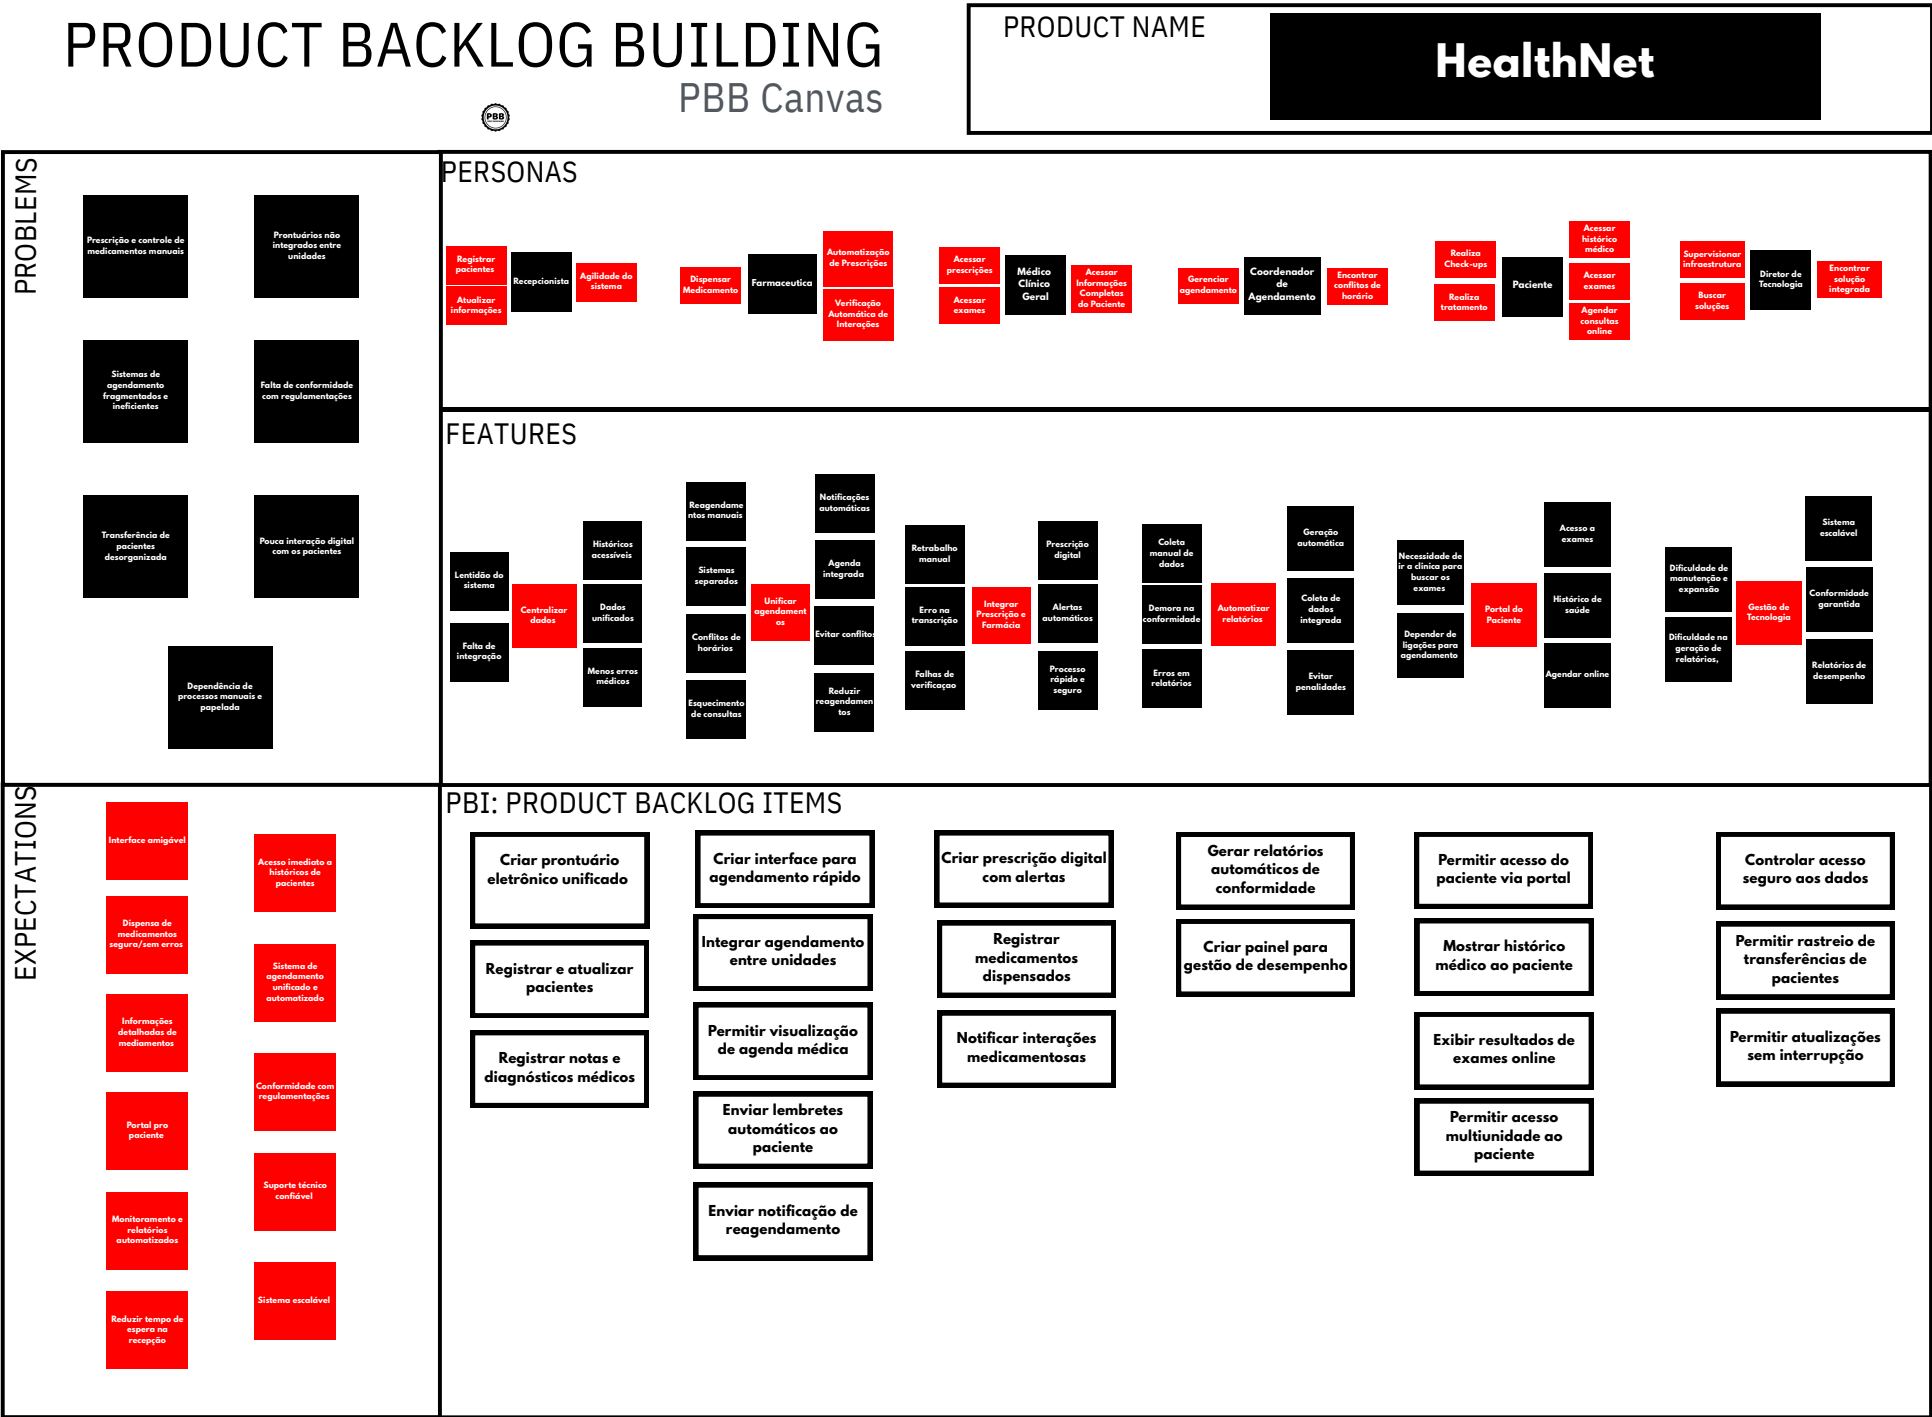 PRODUCT BACKLOG BUILDING
PBB Canvas
PBB
PRODUCT NAME
HealthNet
PROBLEMS
Prescrição e controle de
medicamentos manuais
Prontuários não
integrados entre
unidades
Sistemas de
agendamento
fragmentados e
ineficientes
Falta de conformidade
com regulamentações
Transferência de
pacientes
desorganizada
Pouca interação digital
com os pacientes
Dependência de
processos manuais e
papelada
PERSONAS
Registrar
pacientes
Atualizar
informações
Recepcionista
Agilidade do
sistema
Dispensar
Medicamento
Farmaceutica
Automatização
de Prescrições
Verificação
Automática de
Interações
Acessar
prescrições
Acessar
exames
Médico
Clínico
Geral
Acessar
Informações
Completas
do Paciente
Gerenciar
agendamento
Coordenador
de
Agendamento
Encontrar
conflitos de
horário
Realiza
Check-ups
Realiza
tratamento
Paciente
Acessar
histórico
médico
Acessar
exames
Agendar
consultas
online
Supervisionar
infraestrutura
Buscar
soluções
Diretor de
Tecnologia
Encontrar
solução
integrada
FEATURES
Lentidão do
sistema
Falta de
integração
Centralizar
dados
Históricos
acessíveis
Dados
unificados
Menos erros
médicos
Reagendame
ntos manuais
Sistemas
separados
Conflitos de
horários
Esquecimento
de consultas
Unificar
agendament
os
Notificações
automáticas
Agenda
integrada
Evitar conflitos
Reduzir
reagendamen
tos
Retrabalho
manual
Erro na
transcrição
Falhas de
verificaçao
Integrar
Prescrição e
Farmácia
Prescrição
digital
Alertas
automáticos
Processo
rápido e
seguro
Coleta
manual de
dados
Demora na
conformidade
Erros em
relatórios
Automatizar
relatórios
Geração
automática
Coleta de
dados
integrada
Evitar
penalidades
Necessidade de
ir a clinica para
buscar os
exames
Depender de
ligações para
agendamento
Portal do
Paciente
Acesso a
exames
Histórico de
saúde
Agendar online
Dificuldade de
manutenção e
expansão
Dificuldade na
geração de
relatórios,
Gestão de
Tecnologia
Sistema
escalável
Conformidade
garantida
Relatórios de
desempenho
EXPECTATIONS
Interface amigável
Acesso imediato a
históricos de
pacientes
Dispensa de
medicamentos
segura/sem erros
Sistema de
agendamento
unificado e
automatizado
Informações
detalhadas de
mediamentos
Conformidade com
regulamentações
Portal pro
paciente
Suporte técnico
confiável
Monitoramento e
relatórios
automatizados
Sistema escalável
Reduzir tempo de
espera na
recepção
PBI: PRODUCT BACKLOG ITEMS
Criar prontuário
eletrônico unificado
Registrar e atualizar
pacientes
Registrar notas e
diagnósticos médicos
Criar interface para
agendamento rápido
Integrar agendamento
entre unidades
Permitir visualização
de agenda médica
Enviar lembretes
automáticos ao
paciente
Enviar notificação de
reagendamento
Criar prescrição digital
com alertas
Registrar
medicamentos
dispensados
Notificar interações
medicamentosas
Gerar relatórios
automáticos de
conformidade
Criar painel para
gestão de desempenho
Permitir acesso do
paciente via portal
Mostrar histórico
médico ao paciente
Exibir resultados de
exames online
Permitir acesso
multiunidade ao
paciente
Controlar acesso
seguro aos dados
Permitir rastreio de
transferências de
pacientes
Permitir atualizações
sem interrupção